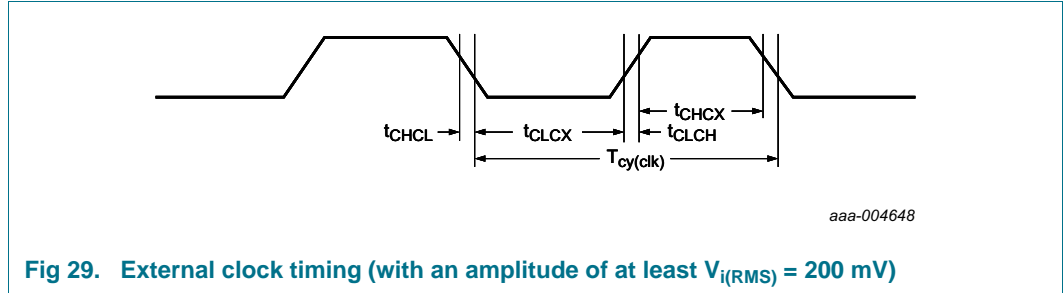 tCHCX
tCHCL tCLCX tCLCH
Tcy(clk)
aaa-004648
Fig 29. External clock timing (with an amplitude of at least Vi(RMS) = 200 mV)